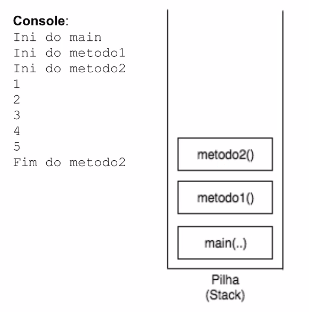 Console:
Ini do main
Ini do metodo1
Ini do metodo2
1
2
3
4
5
Fim do metodo2
metodo2()
metodo1()
main(..)
Pilha
(Stack)